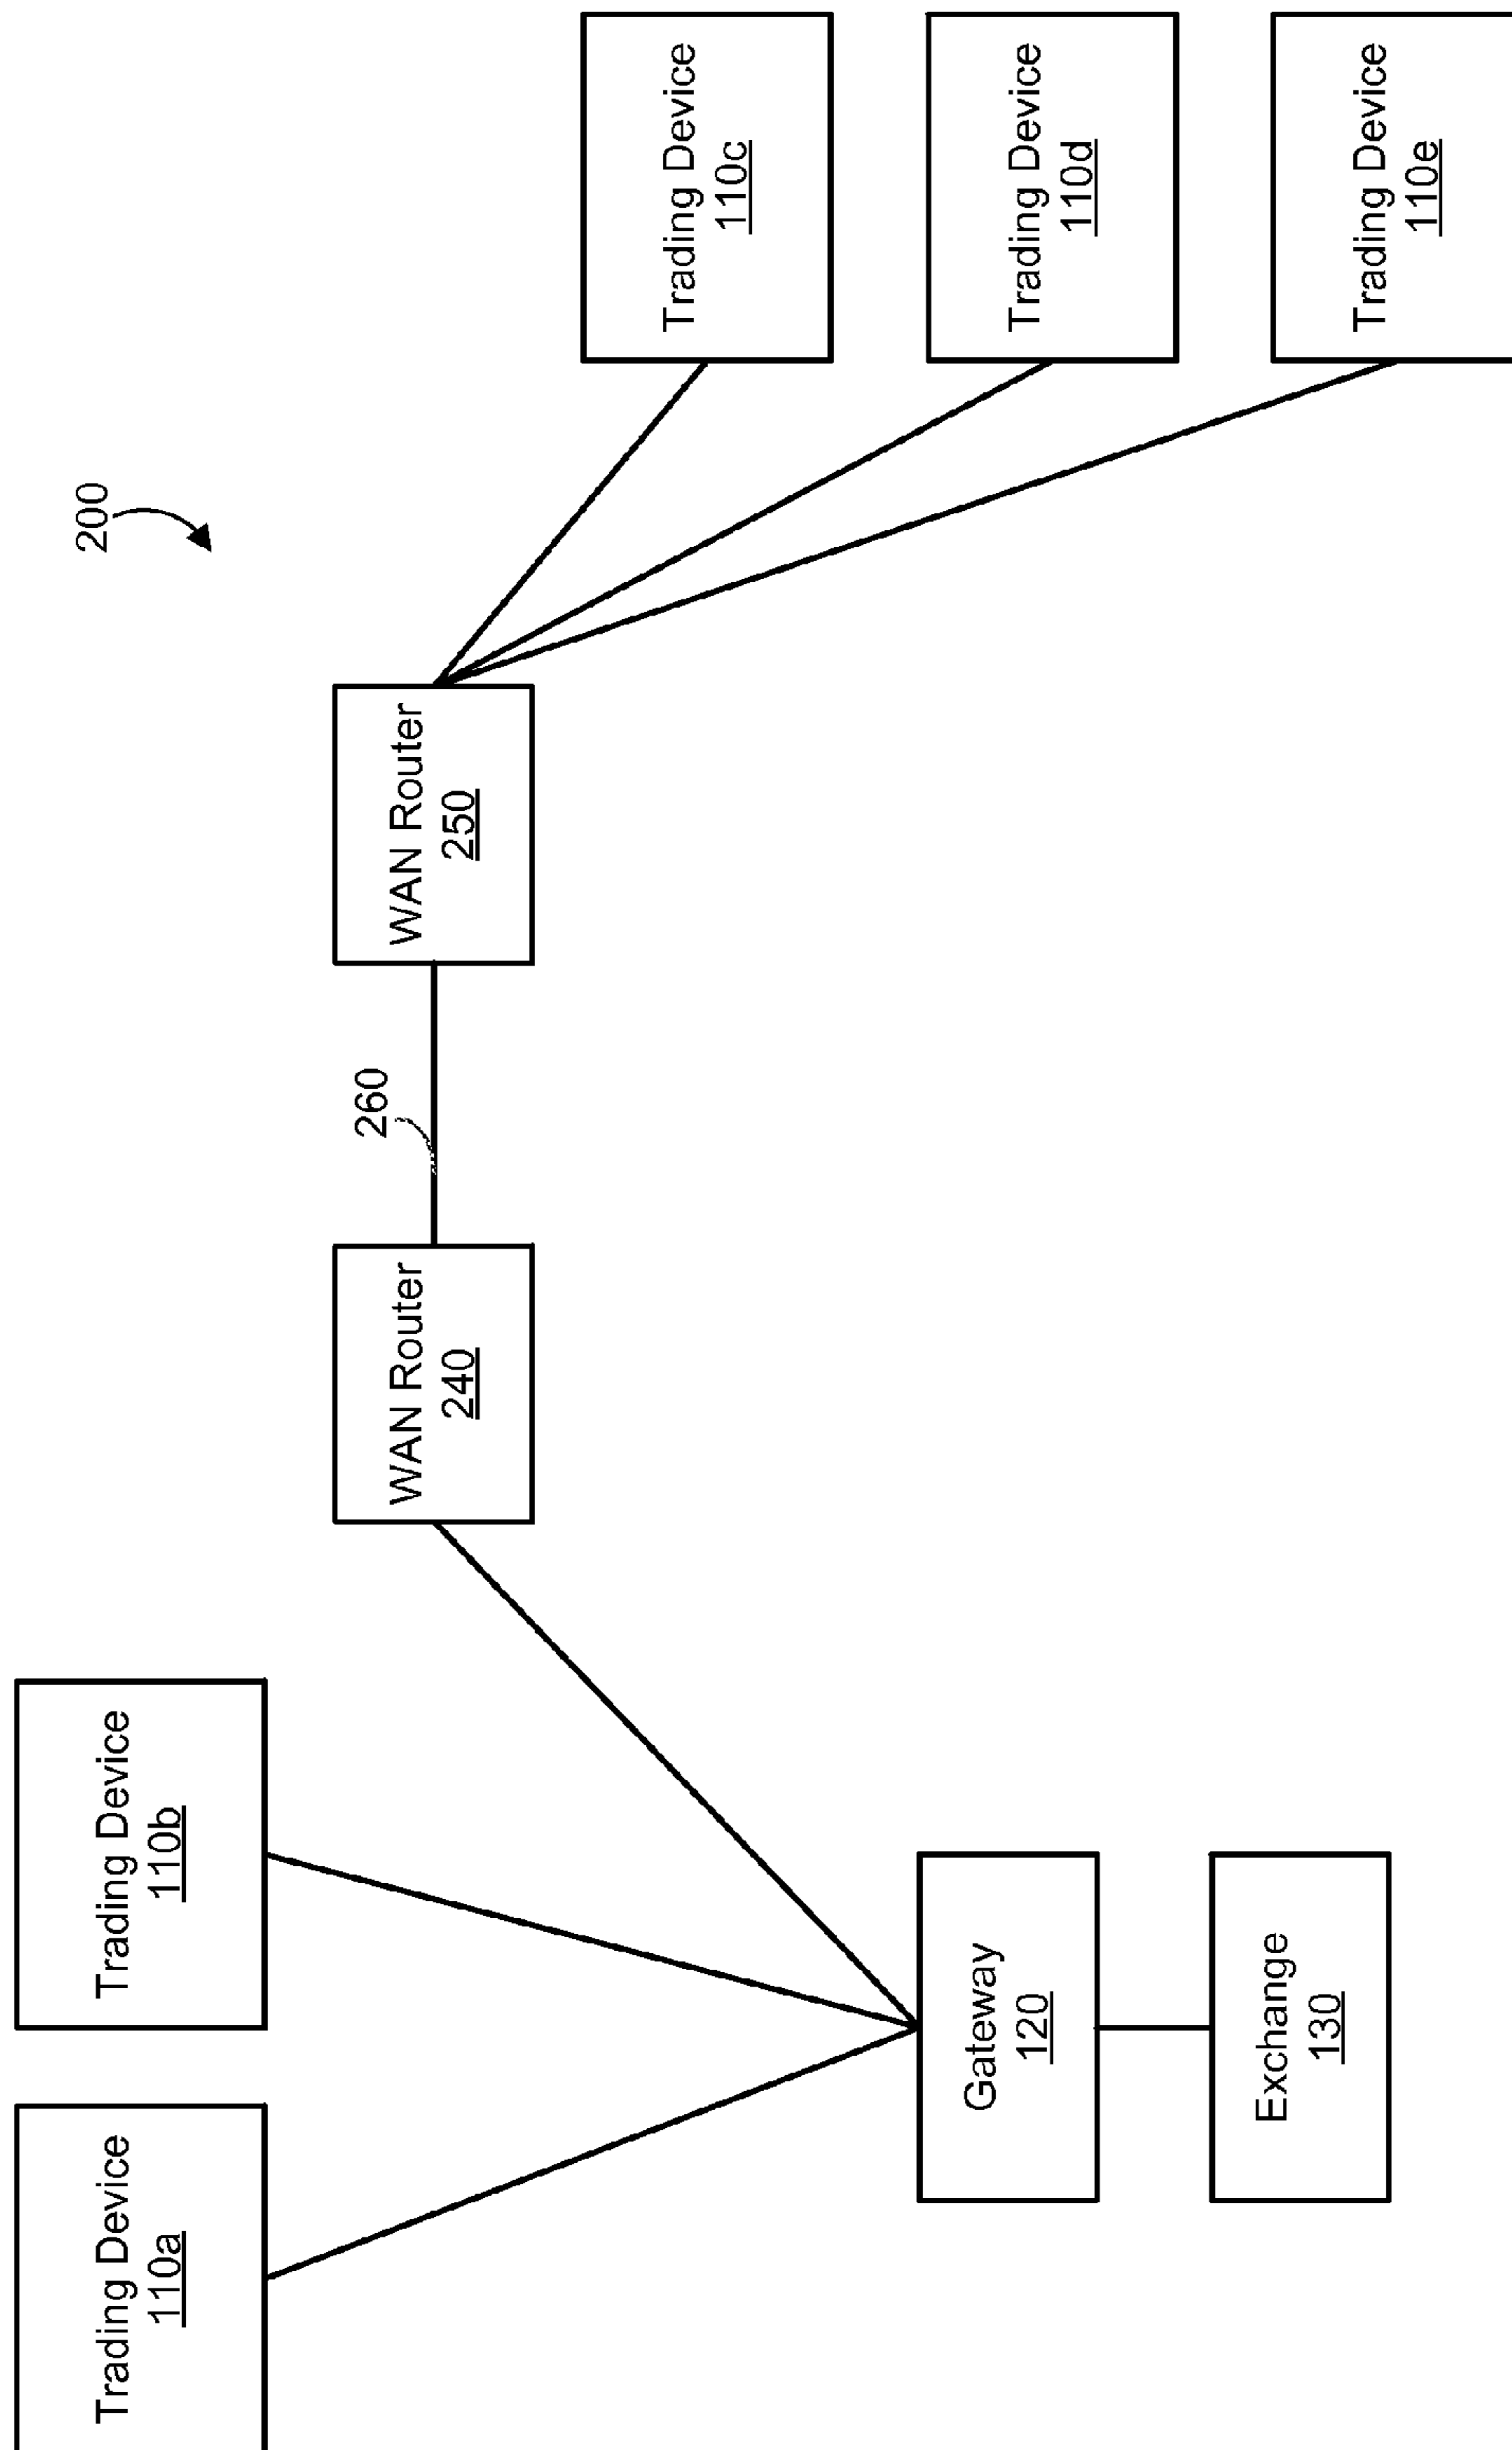 200
Trading Device
110a
Trading Device
110b
WAN Router
240
260
WAN Router
250
Trading Device
110c
Trading Device
110d
Trading Device
110e
Gateway
120
Exchange
130